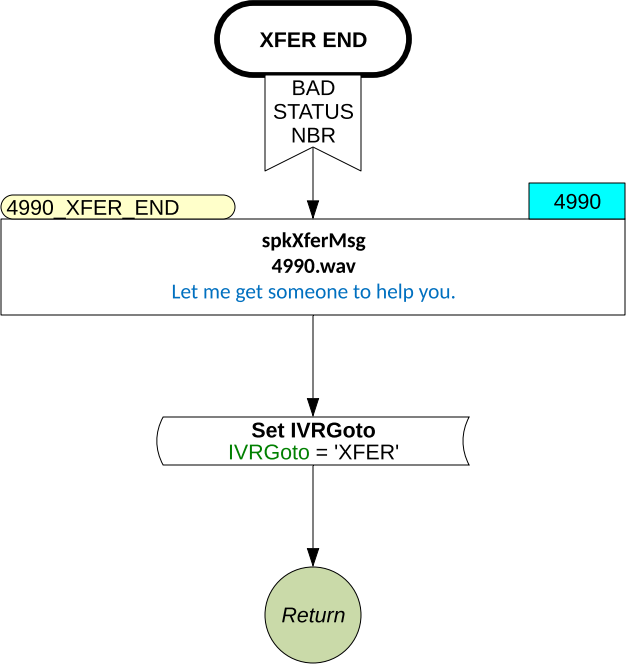 XFER END
BAD
STATUS
NBR
4990_XFER_END
4990
spkXferMsg
4990.wav
Let me get someone to help you.
Set IVRGoto
IVRGoto = 'XFER'
Return